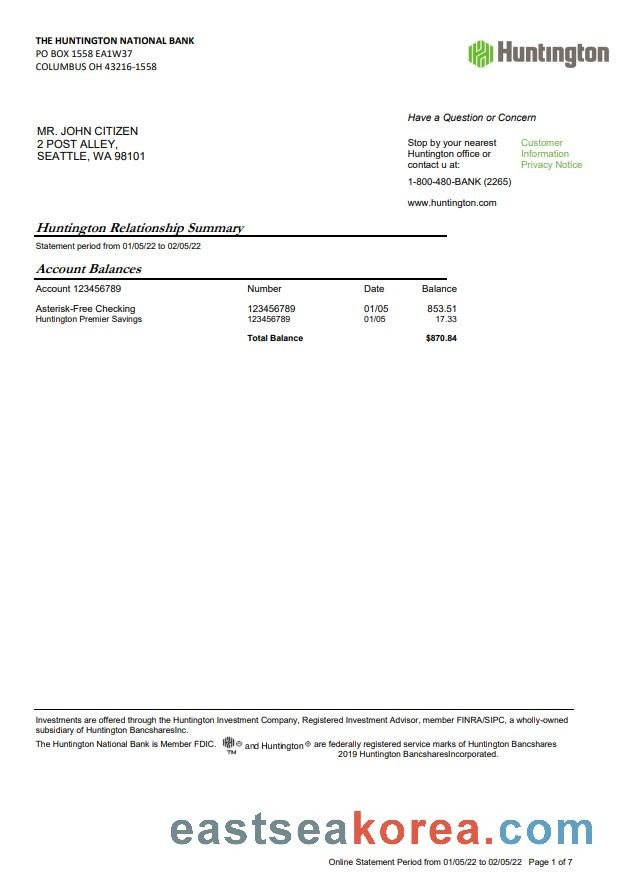 THE HUNTINGTON NATIONAL BANK
PO BOX 1558 EA1W37
COLUMBUS OH 43216-1558
Huntington
Have a Question or Concern
MR. JOHN CITIZEN
2 POST ALLEY,
SEATTLE, WA 98101
Stop by your nearest
Huntington office or
contact u at:
1-800-480-BANK (2265)
www.huntington.com
Customer
Information
Privacy Notice
Huntington Relationship Summary
Statement period from 01/05/22 to 02/05/22
Account Balances
Account 123456789 Number Date Balance
Asterisk-Free Checking 123456789 01/05 853.51
Huntington Premier Savings 123456789 01/05 17.33
Total Balance $870.84
Investments are offered through the Huntington Investment Company, Registered Investment Advisor, member FINRA/SIPC, a wholly-owned
subsidiary of Huntington BancsharesInc.
The Huntington National Bank is Member FDIC. ®
TM
and Huntington ® are federally registered service marks of Huntington Bancshares
2019 Huntington BancsharesIncorporated.
eastseakorea.com
Online Statement Period from 01/05/22 to 02/05/22 Page 1 of 7